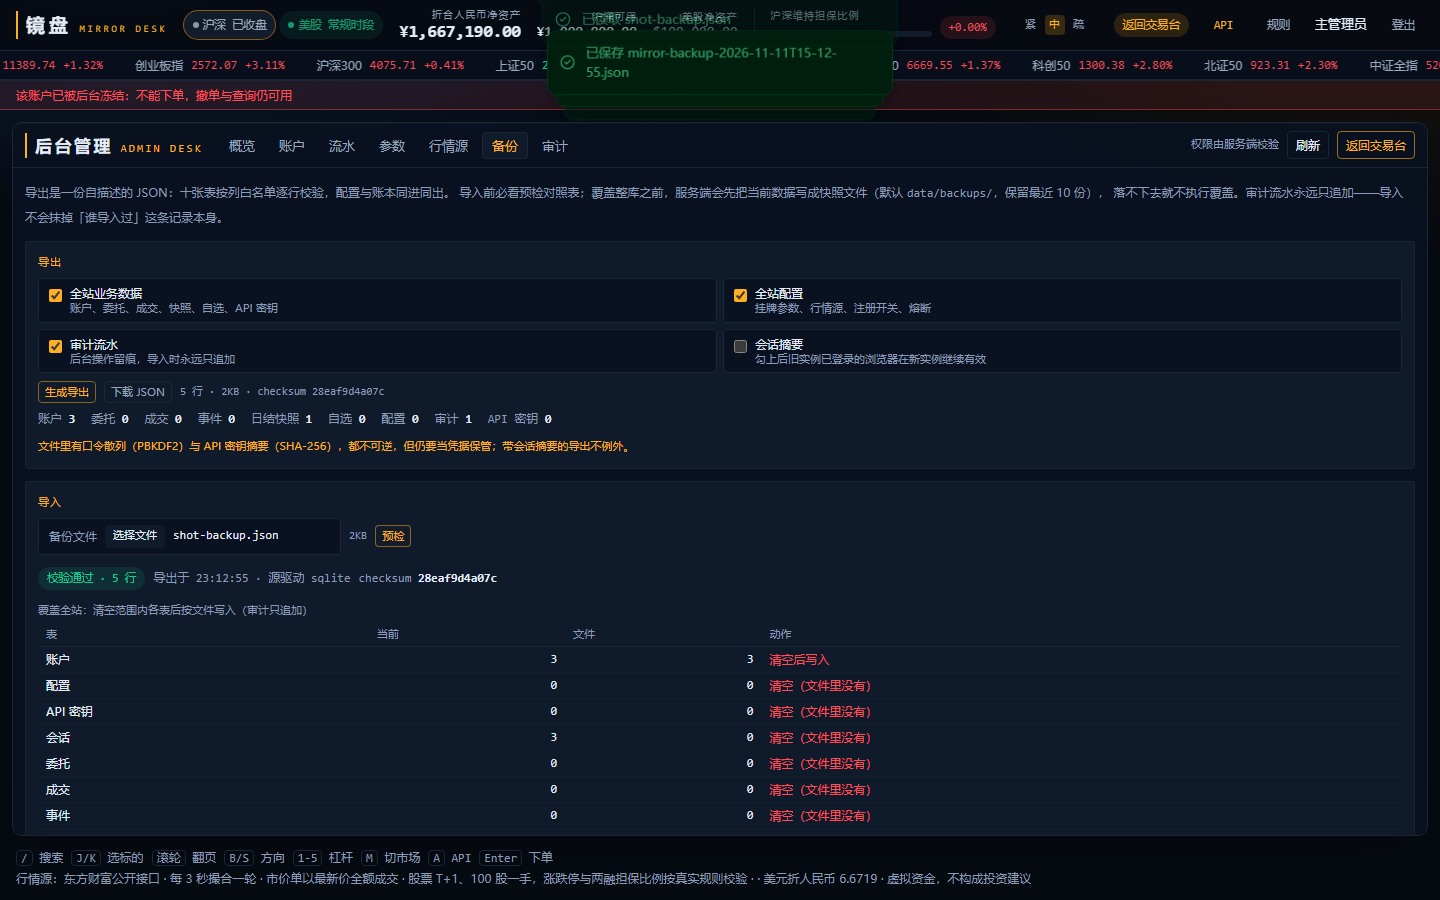 镜盘 MIRROR DESK
沪深 已收盘
美股 常规时段
折合人民币净资产
¥1,667,190.00
沪深维持担保比例
+0.00%
紧 中 疏
返回交易台
API
规则
主管理员
登出
已保存 mirror-backup-2026-11-11T15-12-
55.json
11389.74 +1.32% 创业板指 2572.07 +3.11% 沪深300 4075.71 +0.41% 上证50 6669.55 +1.37% 科创50 1300.38 +2.80% 北证50 923.31 +2.30% 中证全指
该账户已被后台冻结：不能下单，撤单与查询仍可用
后台管理 ADMIN DESK 概览 账户 流水 参数 行情源 备份 审计
权限由服务端校验 刷新 返回交易台
导出是一份自描述的 JSON：十张表按列白名单逐行校验，配置与账本同进同出。 导入前必看预检对照表；覆盖整库之前，服务端会先把当前数据写成快照文件（默认 data/backups/，保留最近 10 份）， 落不下去就不执行覆盖。审计流水永远只追加——导入
不会抹掉「谁导入过」这条记录本身。
导出
全站业务数据
账户、委托、成交、快照、自选、API 密钥
全站配置
挂牌参数、行情源、注册开关、熔断
审计流水
后台操作留痕，导入时永远只追加
会话摘要
勾上后旧实例已登录的浏览器在新实例继续有效
生成导出 下载 JSON 5 行 · 2KB · checksum 28eaf9d4a07c
账户 3 委托 0 成交 0 事件 0 日结快照 1 自选 0 配置 0 审计 1 API 密钥 0
文件里有口令散列（PBKDF2）与 API 密钥摘要（SHA-256），都不可逆，但仍要当凭据保管；带会话摘要的导出不例外。
导入
备份文件 选择文件 shot-backup.json 2KB 预检
校验通过 · 5 行 导出于 23:12:55 · 源驱动 sqlite checksum 28eaf9d4a07c
覆盖全站：清空范围内各表后按文件写入（审计只追加）
表 当前 文件 动作
账户 3 3 清空后写入
配置 0 0 清空（文件里没有）
API 密钥 0 0 清空（文件里没有）
会话 3 0 清空（文件里没有）
委托 0 0 清空（文件里没有）
成交 0 0 清空（文件里没有）
事件 0 0 清空（文件里没有）
/ 搜索 J/K 选标的 滚轮 翻页 B/S 方向 1-5 杠杆 M 切市场 A API Enter 下单
行情源：东方财富公开接口 · 每 3 秒撮合一轮 · 市价单以最新价全额成交 · 股票 T+1、100 股一手，涨跌停与两融担保比例按真实规则校验 · · 美元折人民币 6.6719 · 虚拟资金，不构成投资建议